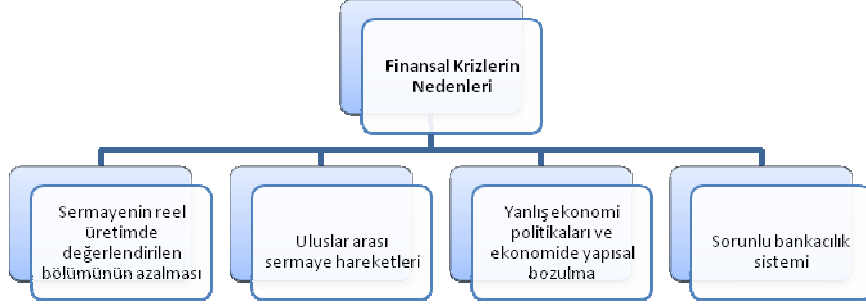 Finansal Krizlerin
Nedenleri
Sermayenin reel
üretimde
değerlendirilen
bölümünün azalması
Uluslar arası
sermaye hareketleri
Yanlış ekonomi
politikaları ve
ekonomide yapısal
bozulma
Sorunlu bankacılık
sistemi